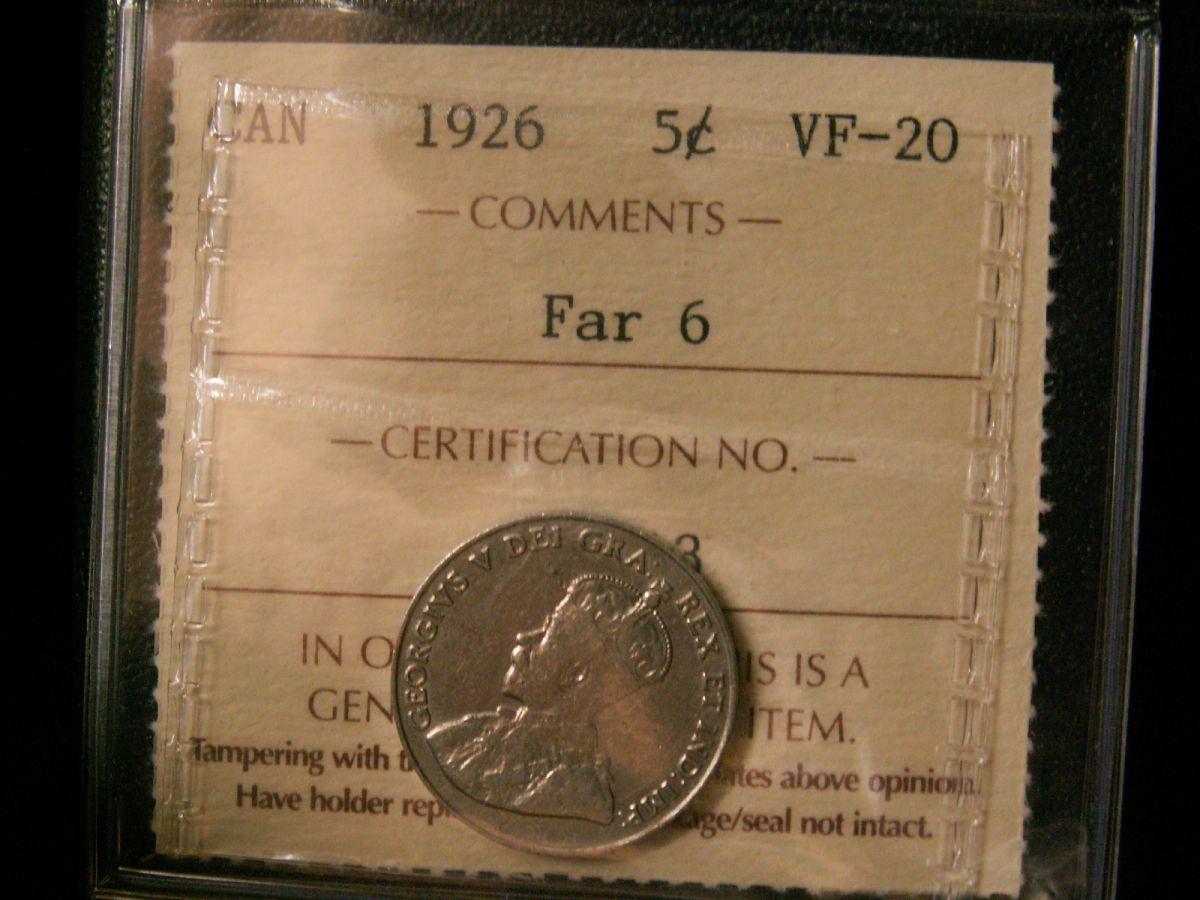 CAN 1926 5¢ VF-20
— COMMENTS —
Far 6
— CERTIFICATION NO. —
3
GEORGIVS V DEI GRA: REX ET IND:IMP:
IN O IS IS A
GEN ITEM.
Tampering with t ates above opinion.
Have holder rep age/seal not intact.